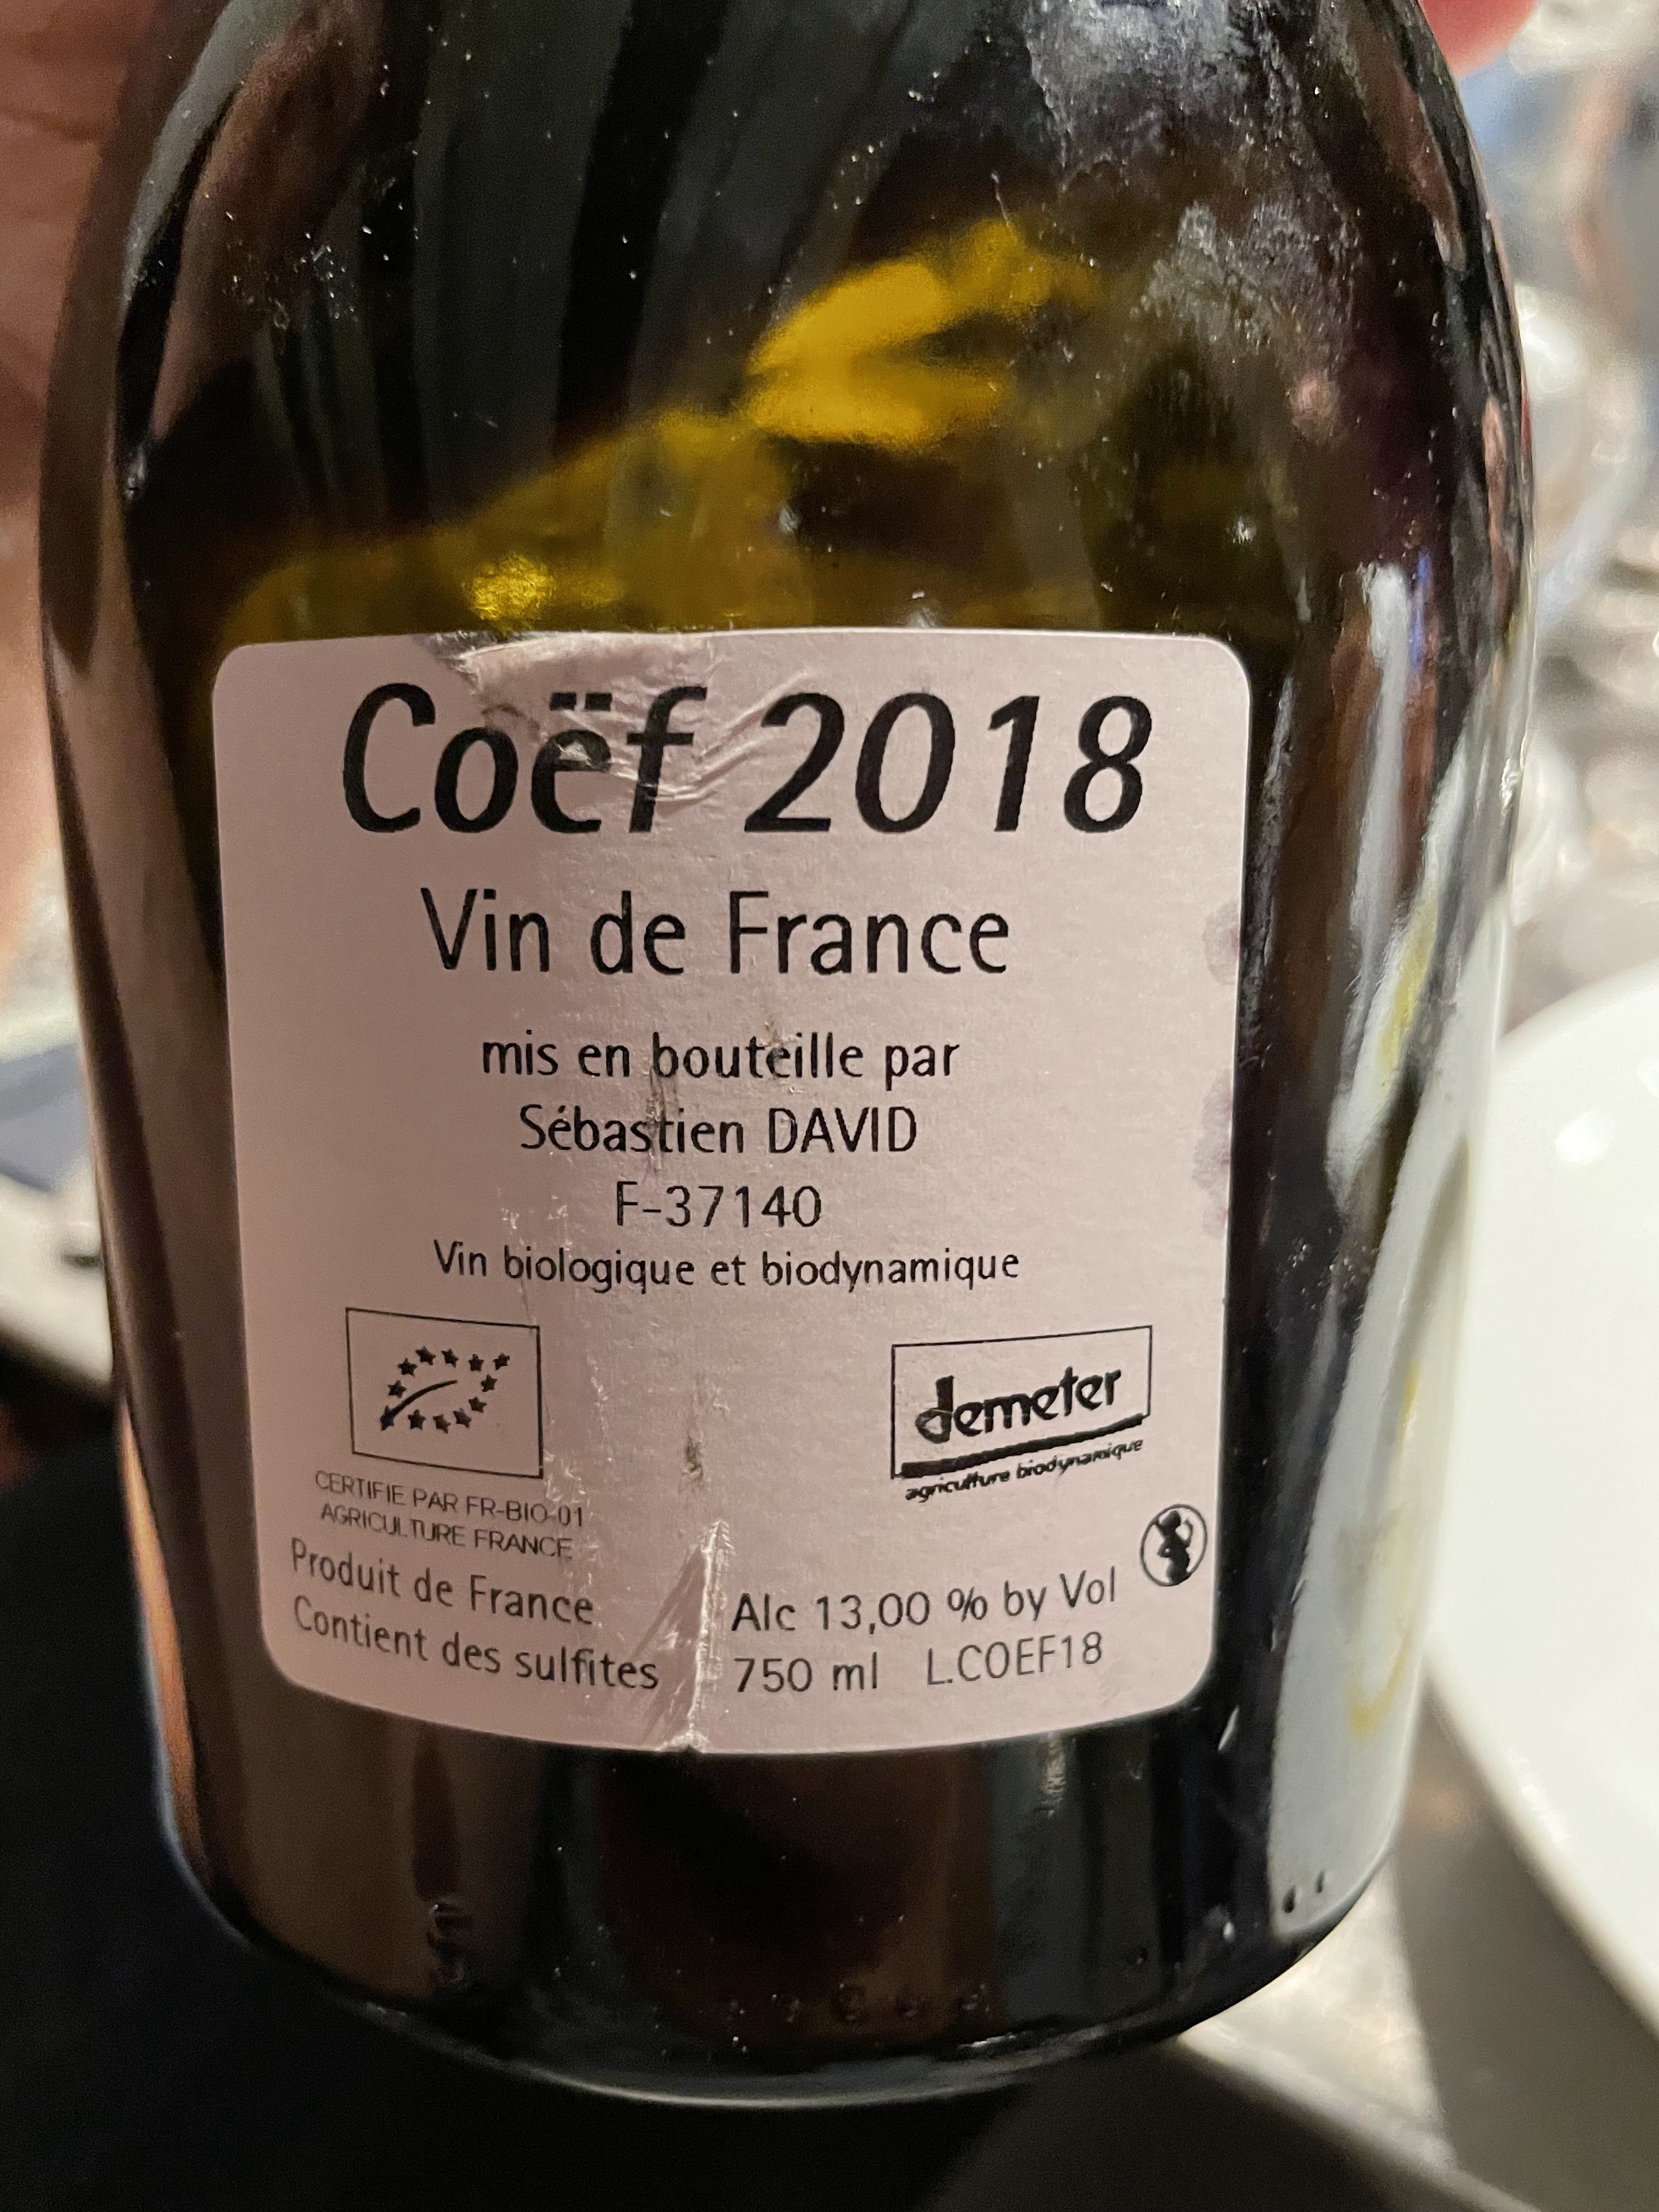 Coëf 2018
Vin de France
mis en bouteille par
Sébastien DAVID
F-37140
Vin biologique et biodynamique
demeter
agriculture biodynamique
CERTIFIE PAR FR-BIO-01
AGRICULTURE FRANCE
Produit de France
Contient des sulfites
Alc 13,00 % by Vol
750 ml L.COEF18